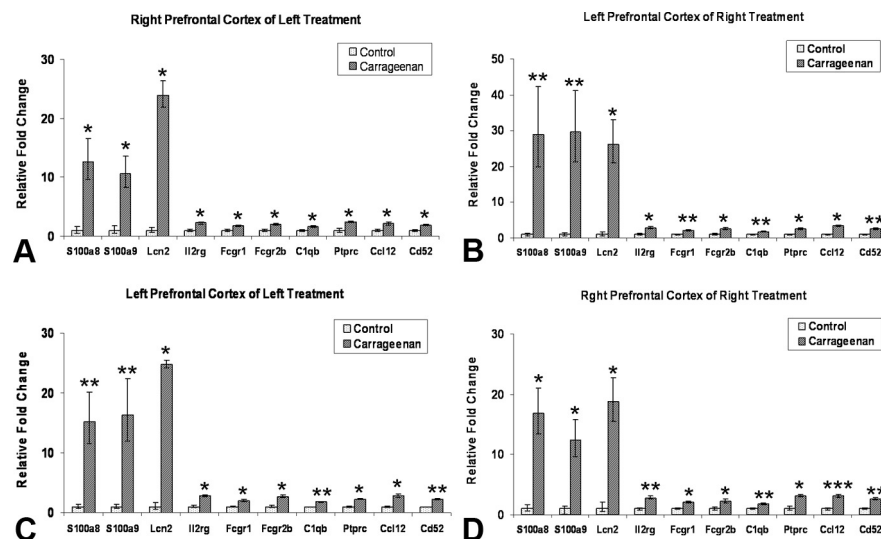 Right Prefrontal Cortex of Left Treatment
Control
Carrageenan
Relative Fold Change
30
20
10
0
* * * * * * * * * *
A
S100a8 S100a9 Lcn2 Il2rg Fcgr1 Fcgr2b C1qb Ptprc Ccl12 Cd52
Left Prefrontal Cortex of Right Treatment
Control
Carrageenan
Relative Fold Change
50
40
30
20
10
0
** ** * * ** * ** * * **
B
S100a8 S100a9 Lcn2 Il2rg Fcgr1 Fcgr2b C1qb Ptprc Ccl12 Cd52
Left Prefrontal Cortex of Left Treatment
Control
Carrageenan
Relative Fold Change
30
20
10
0
** ** * * * * ** * * **
C
S100a8 S100a9 Lcn2 Il2rg Fcgr1 Fcgr2b C1qb Ptprc Ccl12 Cd52
Rght Prefrontal Cortex of Right Treatment
Control
Carrageenan
Relative Fold Change
30
20
10
0
* * * ** * * ** * *** **
D
S100a8 S100a9 Lcn2 Il2rg Fcgr1 Fcgr2b C1qb Ptprc Ccl12 Cd52